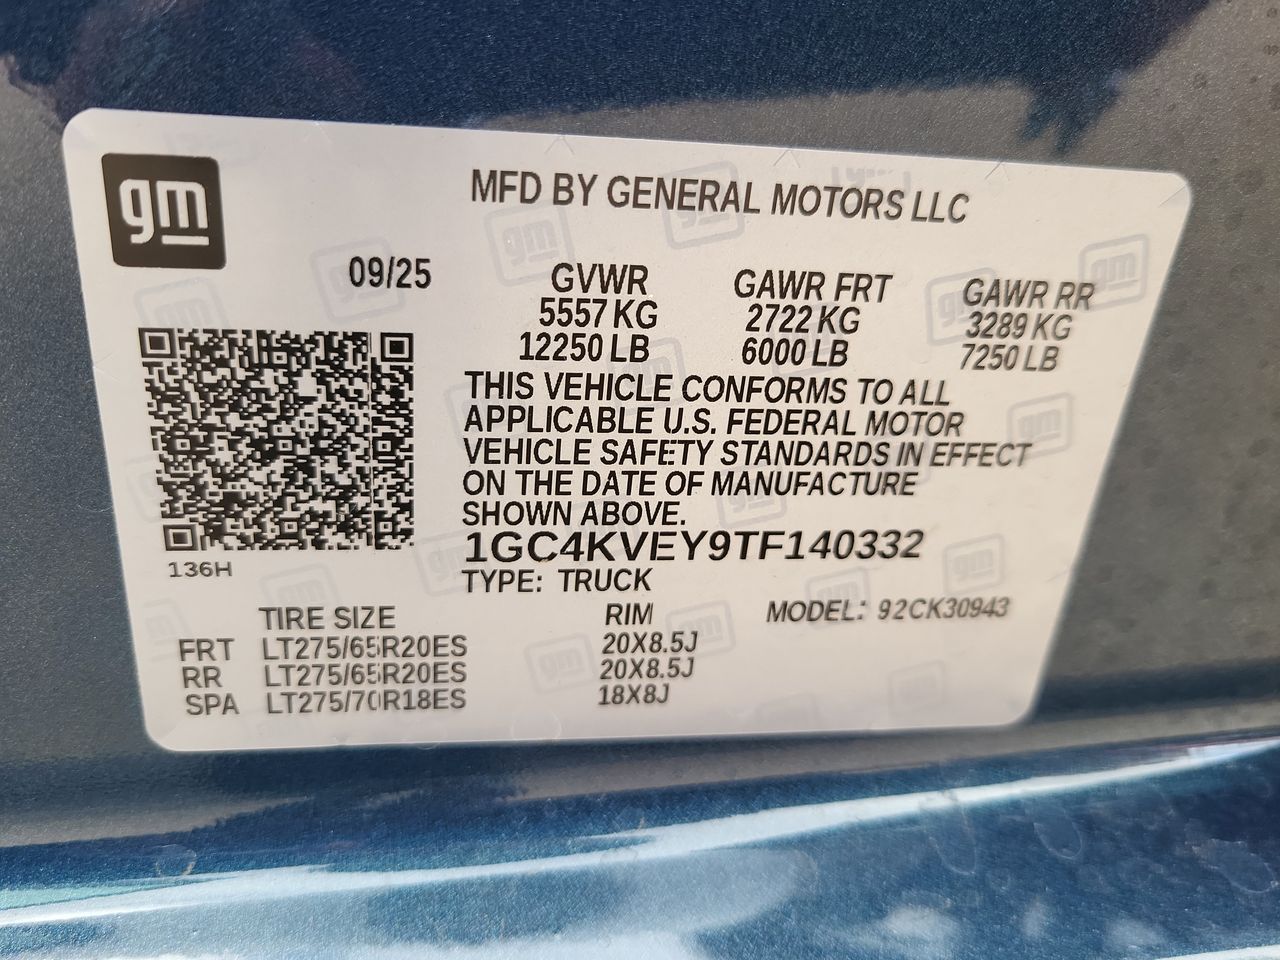 gm
MFD BY GENERAL MOTORS LLC
09/25
GVWR GAWR FRT GAWR RR
5557 KG 2722 KG 3289 KG
12250 LB 6000 LB 7250 LB
THIS VEHICLE CONFORMS TO ALL
APPLICABLE U.S. FEDERAL MOTOR
VEHICLE SAFETY STANDARDS IN EFFECT
ON THE DATE OF MANUFACTURE
SHOWN ABOVE.
1GC4KVEY9TF140332
136H
TYPE: TRUCK
TIRE SIZE RIM MODEL: 92CK30943
FRT LT275/65R20ES 20X8.5J
RR LT275/65R20ES 20X8.5J
SPA LT275/70R18ES 18X8J